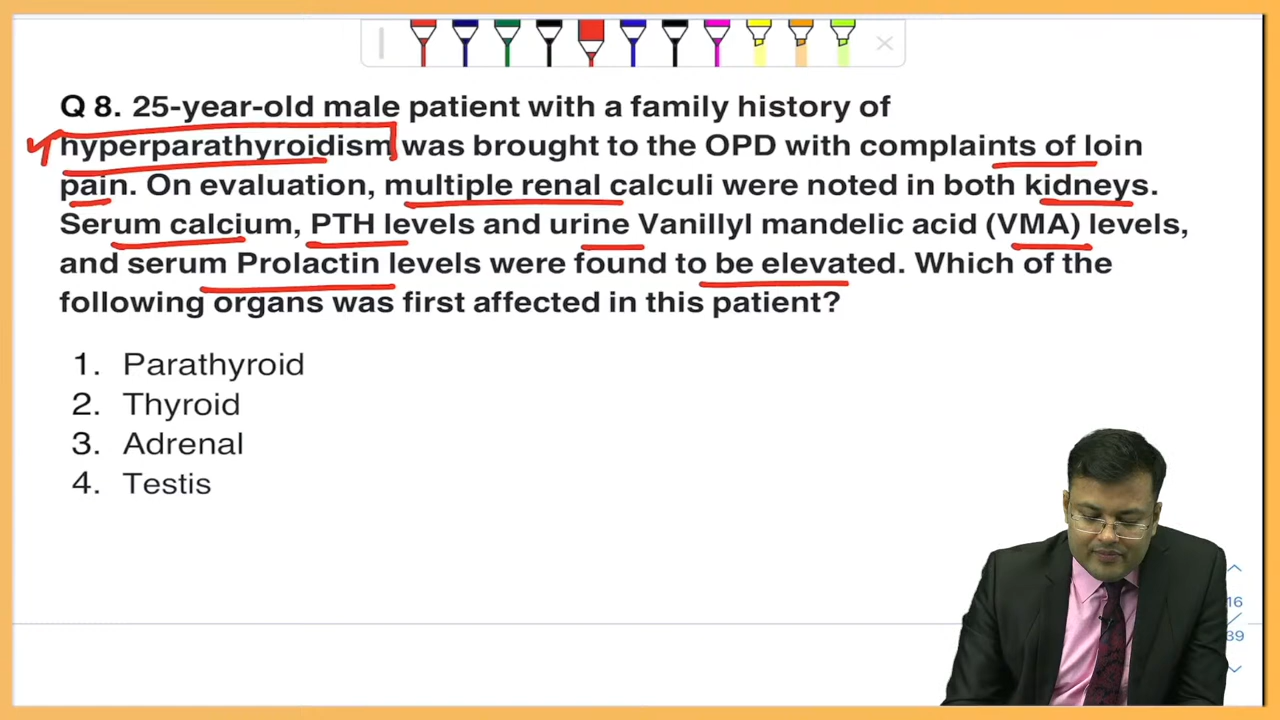 Q 8. 25-year-old male patient with a family history of
hyperparathyroidism was brought to the OPD with complaints of loin
pain. On evaluation, multiple renal calculi were noted in both kidneys.
Serum calcium, PTH levels and urine Vanillyl mandelic acid (VMA) levels,
and serum Prolactin levels were found to be elevated. Which of the
following organs was first affected in this patient?
1. Parathyroid
2. Thyroid
3. Adrenal
4. Testis
16
39